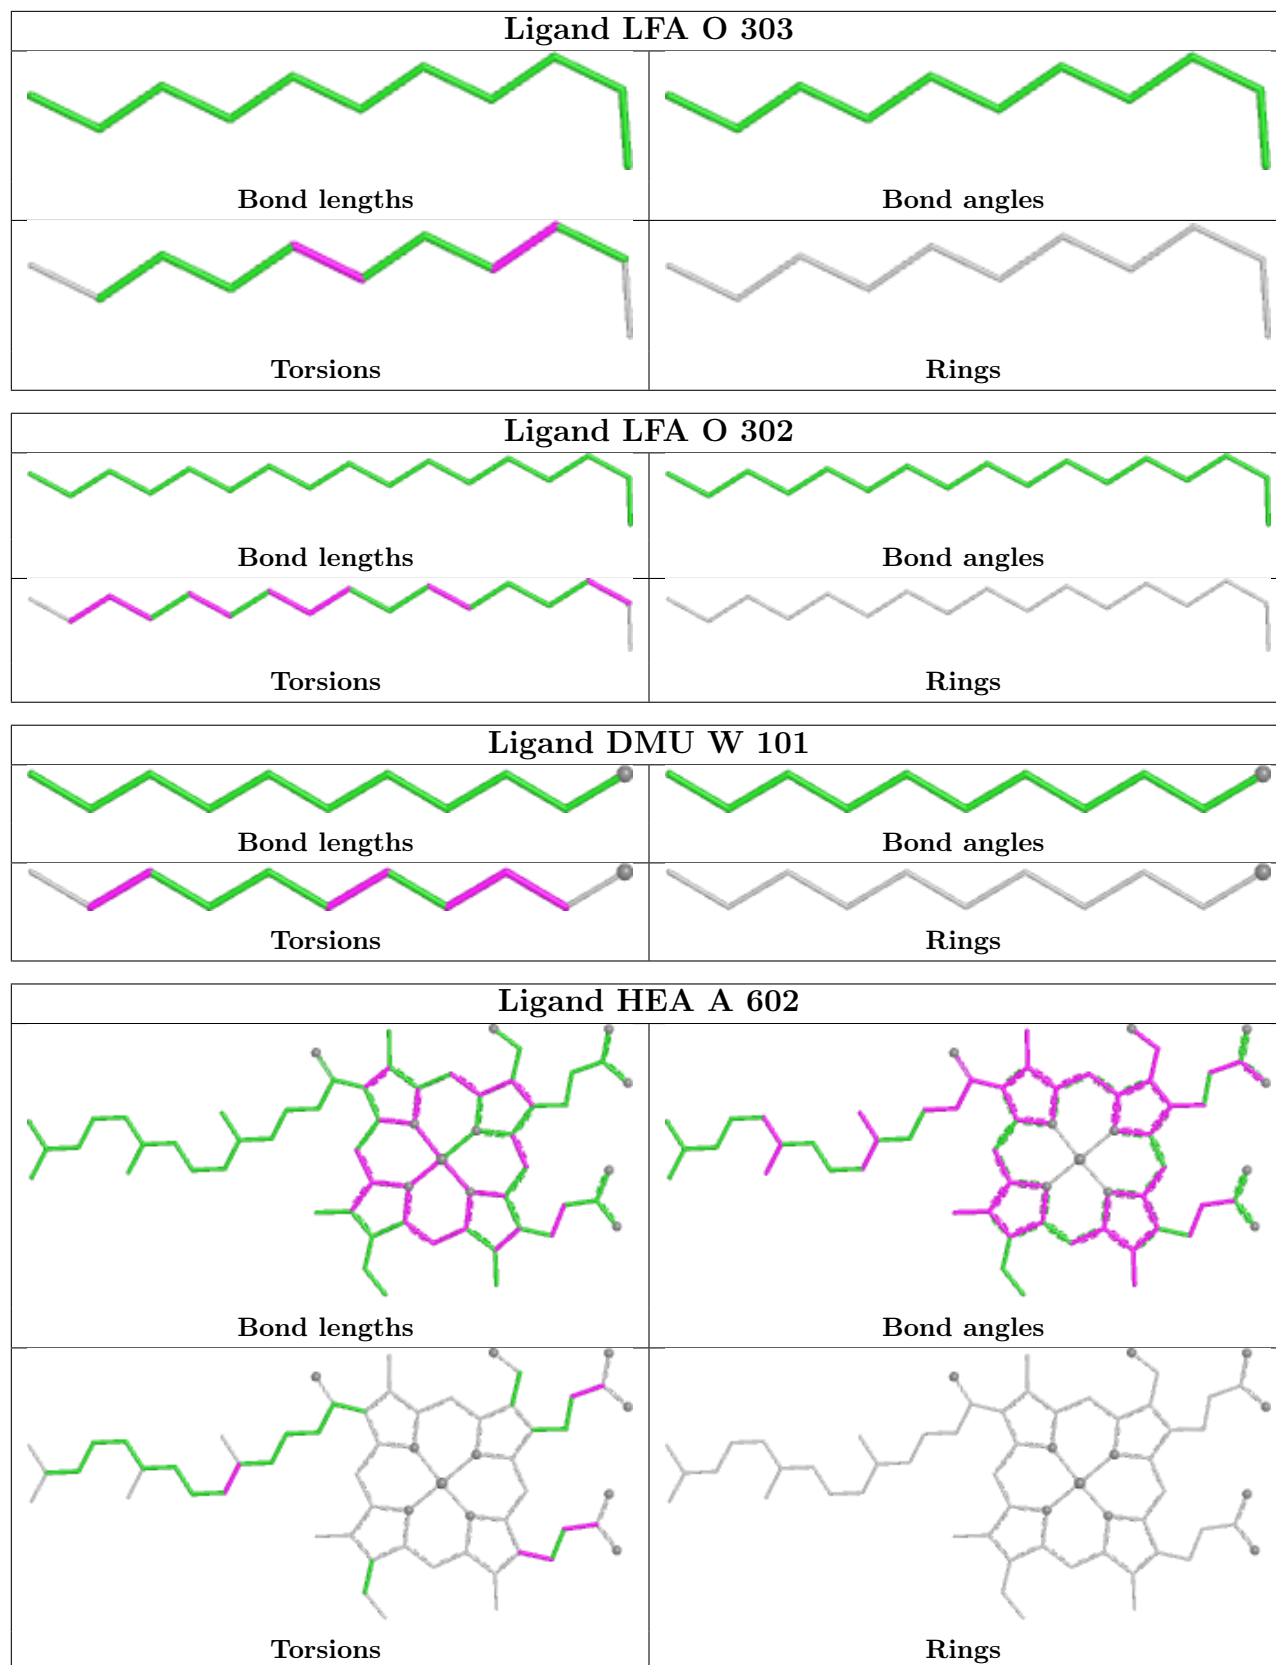 Ligand LFA O 303
Bond lengths
Bond angles
Torsions
Rings
Ligand LFA O 302
Bond lengths
Bond angles
Torsions
Rings
Ligand DMU W 101
Bond lengths
Bond angles
Torsions
Rings
Ligand HEA A 602
Bond lengths
Bond angles
Torsions
Rings